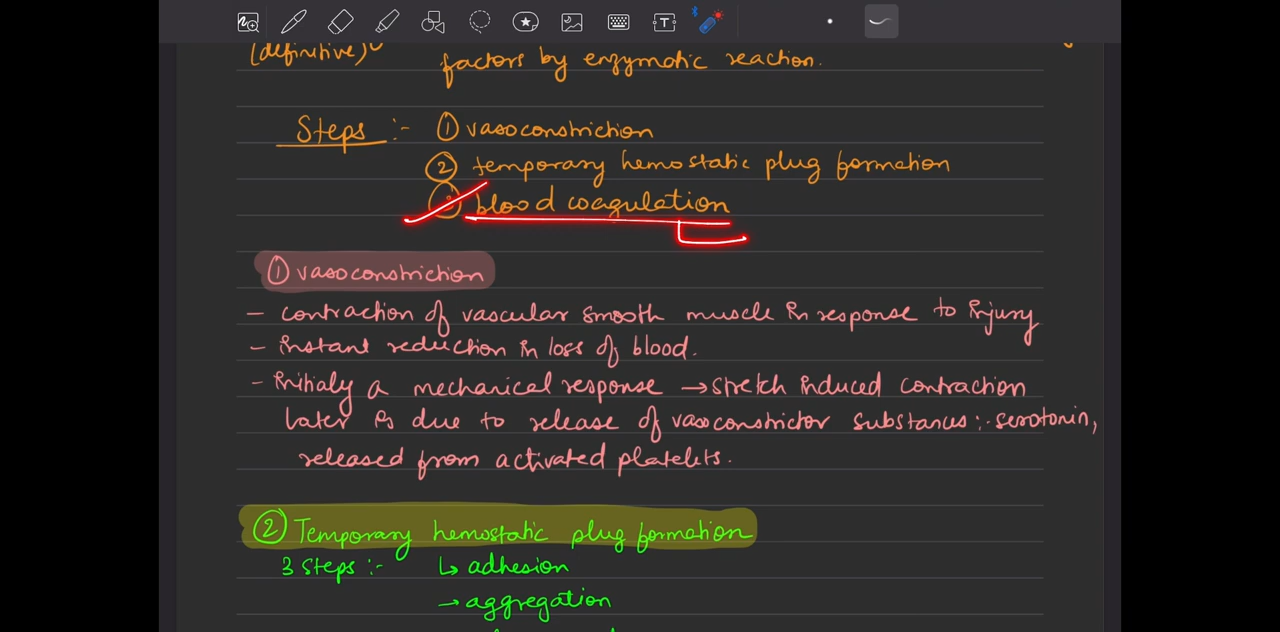 (definitive) factors by enzymatic reaction.
Steps :- ① vasoconstriction
② temporary hemostatic plug formation
③ blood coagulation
① vasoconstriction
- contraction of vascular smooth muscle in response to injury
- instant reduction in loss of blood.
- initialy a mechanical response → stretch induced contraction
later is due to release of vasoconstrictor substances :- serotonin,
released from activated platelets.
② Temporary hemostatic plug formation
3 steps :- ↳ adhesion
→ aggregation